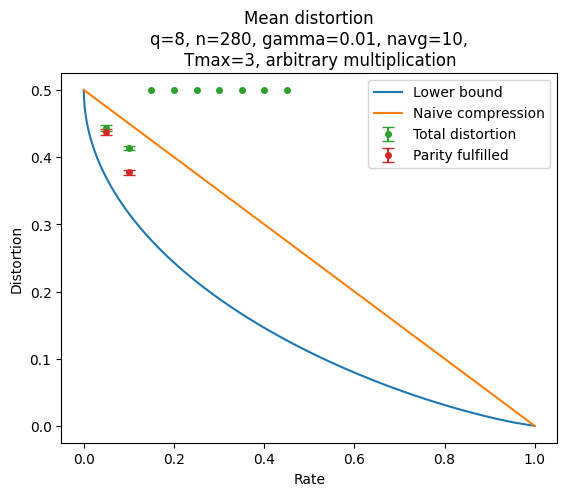 Mean distortion
q=8, n=280, gamma=0.01, navg=10,
Tmax=3, arbitrary multiplication
Lower bound
Naive compression
Total distortion
Parity fulfilled
Distortion
0.5
0.4
0.3
0.2
0.1
0.0
0.0 0.2 0.4 0.6 0.8 1.0
Rate